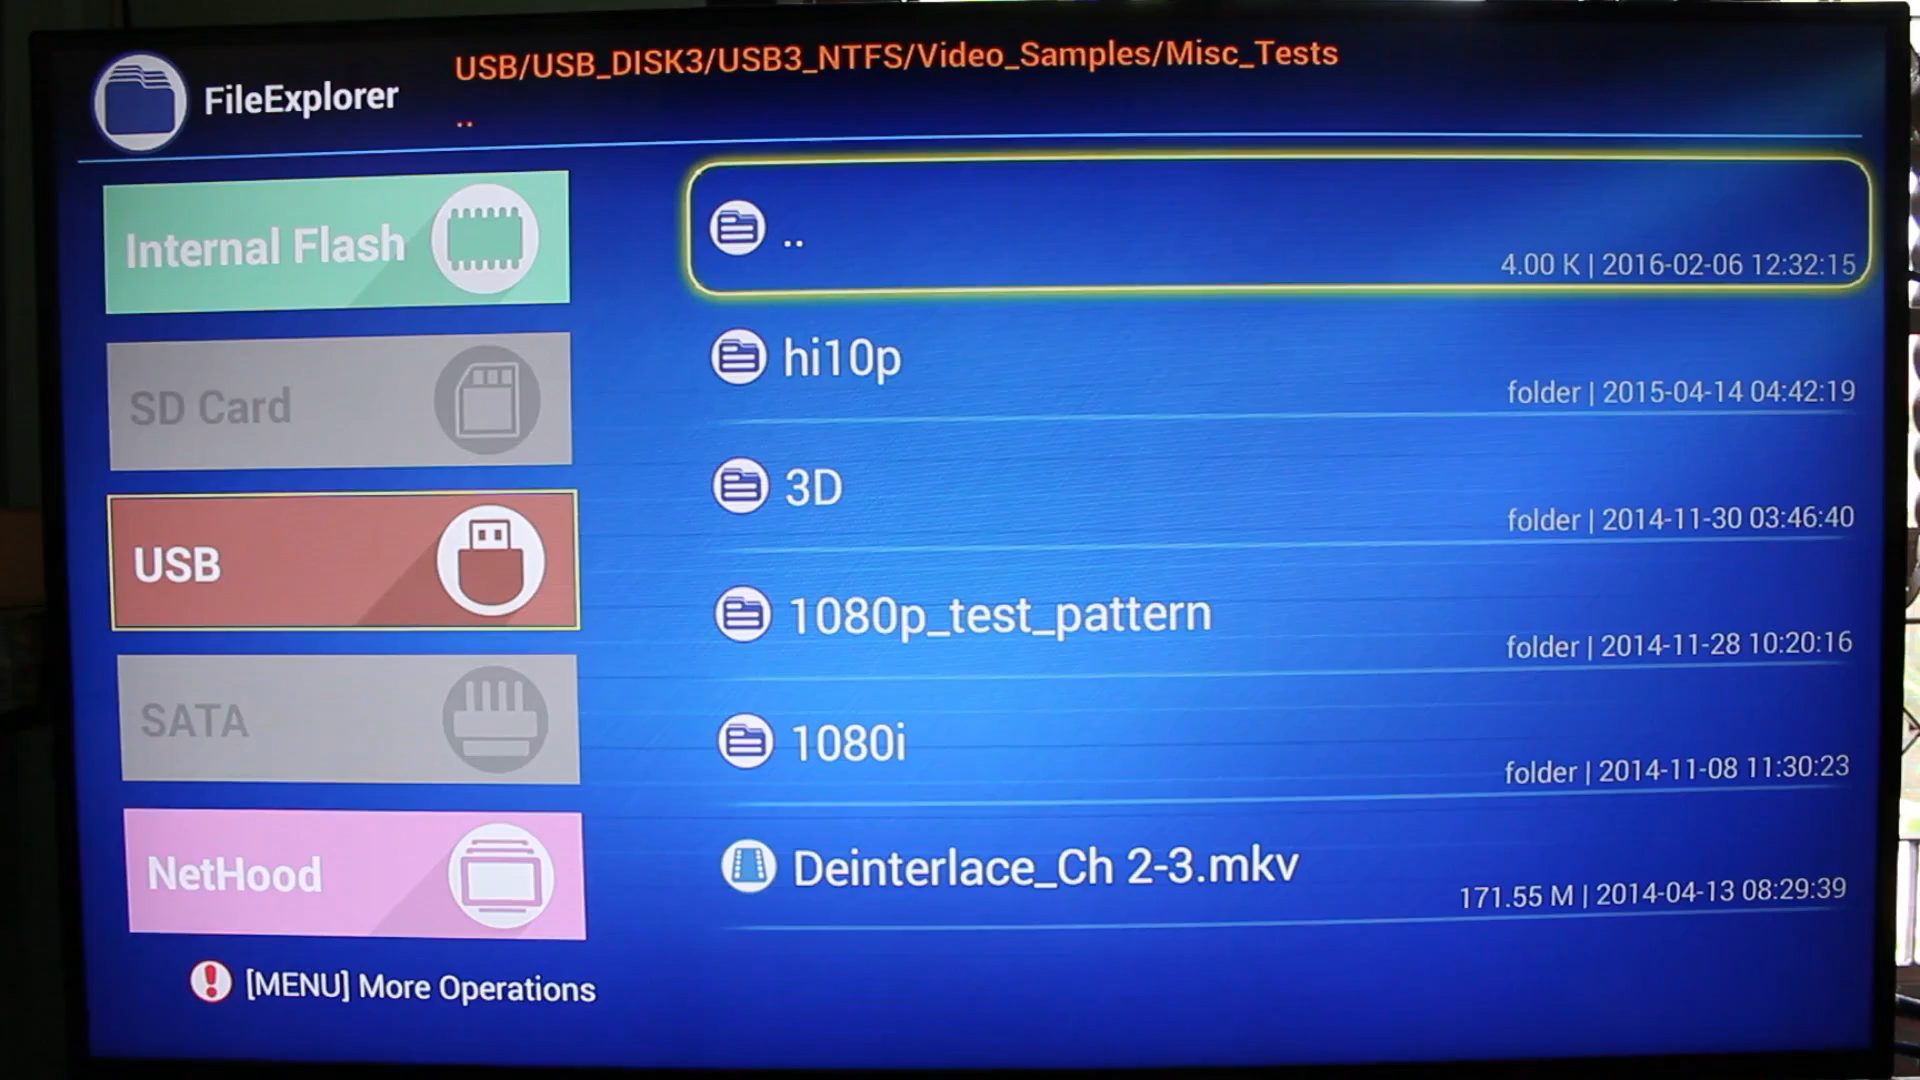 FileExplorer
USB/USB_DISK3/USB3_NTFS/Video_Samples/Misc_Tests
..
Internal Flash
SD Card
USB
SATA
NetHood
[MENU] More Operations
..
4.00 K | 2016-02-06 12:32:15
hi10p
folder | 2015-04-14 04:42:19
3D
folder | 2014-11-30 03:46:40
1080p_test_pattern
folder | 2014-11-28 10:20:16
1080i
folder | 2014-11-08 11:30:23
Deinterlace_Ch 2-3.mkv
171.55 M | 2014-04-13 08:29:39